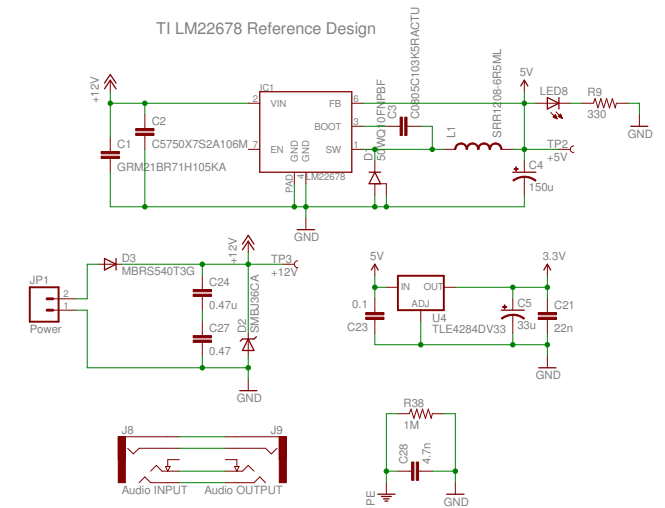 TI LM22678 Reference Design
+12V
C1
GRM21BR71H105KA
C2
C5750X7S2A106M
IC1
2 VIN FB 6
BOOT 3
7 EN SW 1
GND GND
PAD 4 LM22678
C3
C0805C103K5RACTU
D1
50WQ10FNPBF
L1
SRR1208-6R5ML
5V
LED8
R9
330
GND
TP2
+5V
C4
150u
GND
JP1
2
1
Power
D3
MBRS540T3G
+12V
TP3
+12V
C24
0.47u
C27
0.47
D2
SMBJ36CA
GND
5V
0.1
C23
IN OUT
ADJ
U4
TLE4284DV33
3.3V
C5
33u
C21
22n
GND
J8 J9
Audio INPUT Audio OUTPUT
R38
1M
C28
4.7n
PE
GND